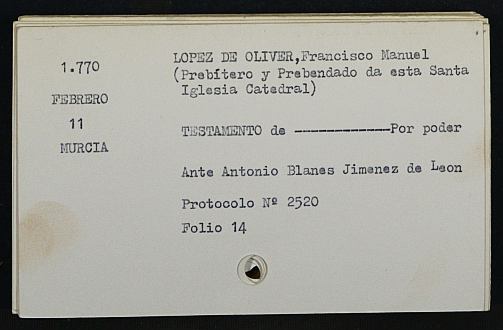 1.770
FEBRERO
11
MURCIA
LOPEZ DE OLIVER,Francisco Manuel
(Prebítero y Prebendado da esta Santa
Iglesia Catedral)
TESTAMENTO de -------------Por poder
Ante Antonio Blanes Jimenez de Leon
Protocolo Nº 2520
Folio 14